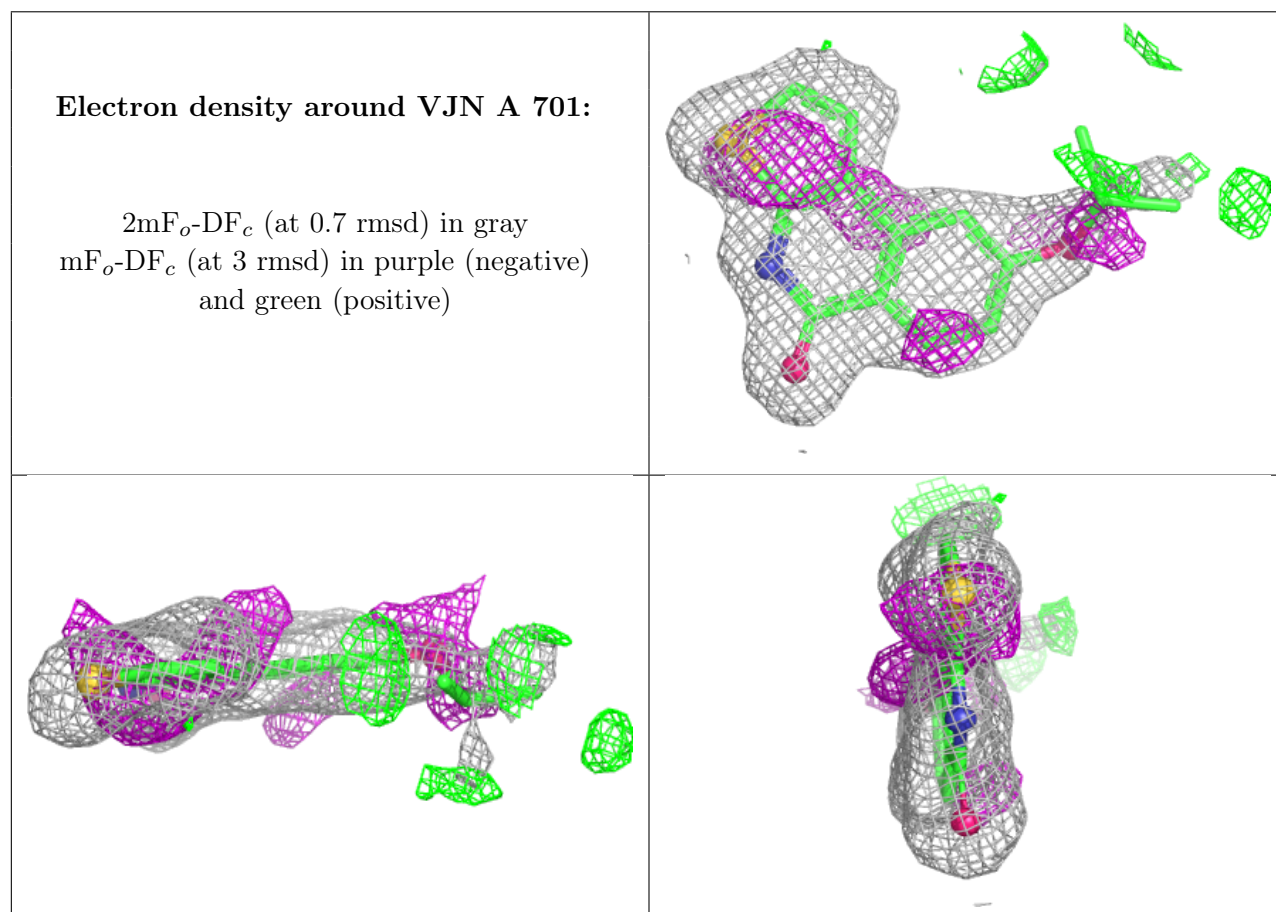 Electron density around VJN A 701:
2mFo-DFc (at 0.7 rmsd) in gray
mFo-DFc (at 3 rmsd) in purple (negative)
and green (positive)